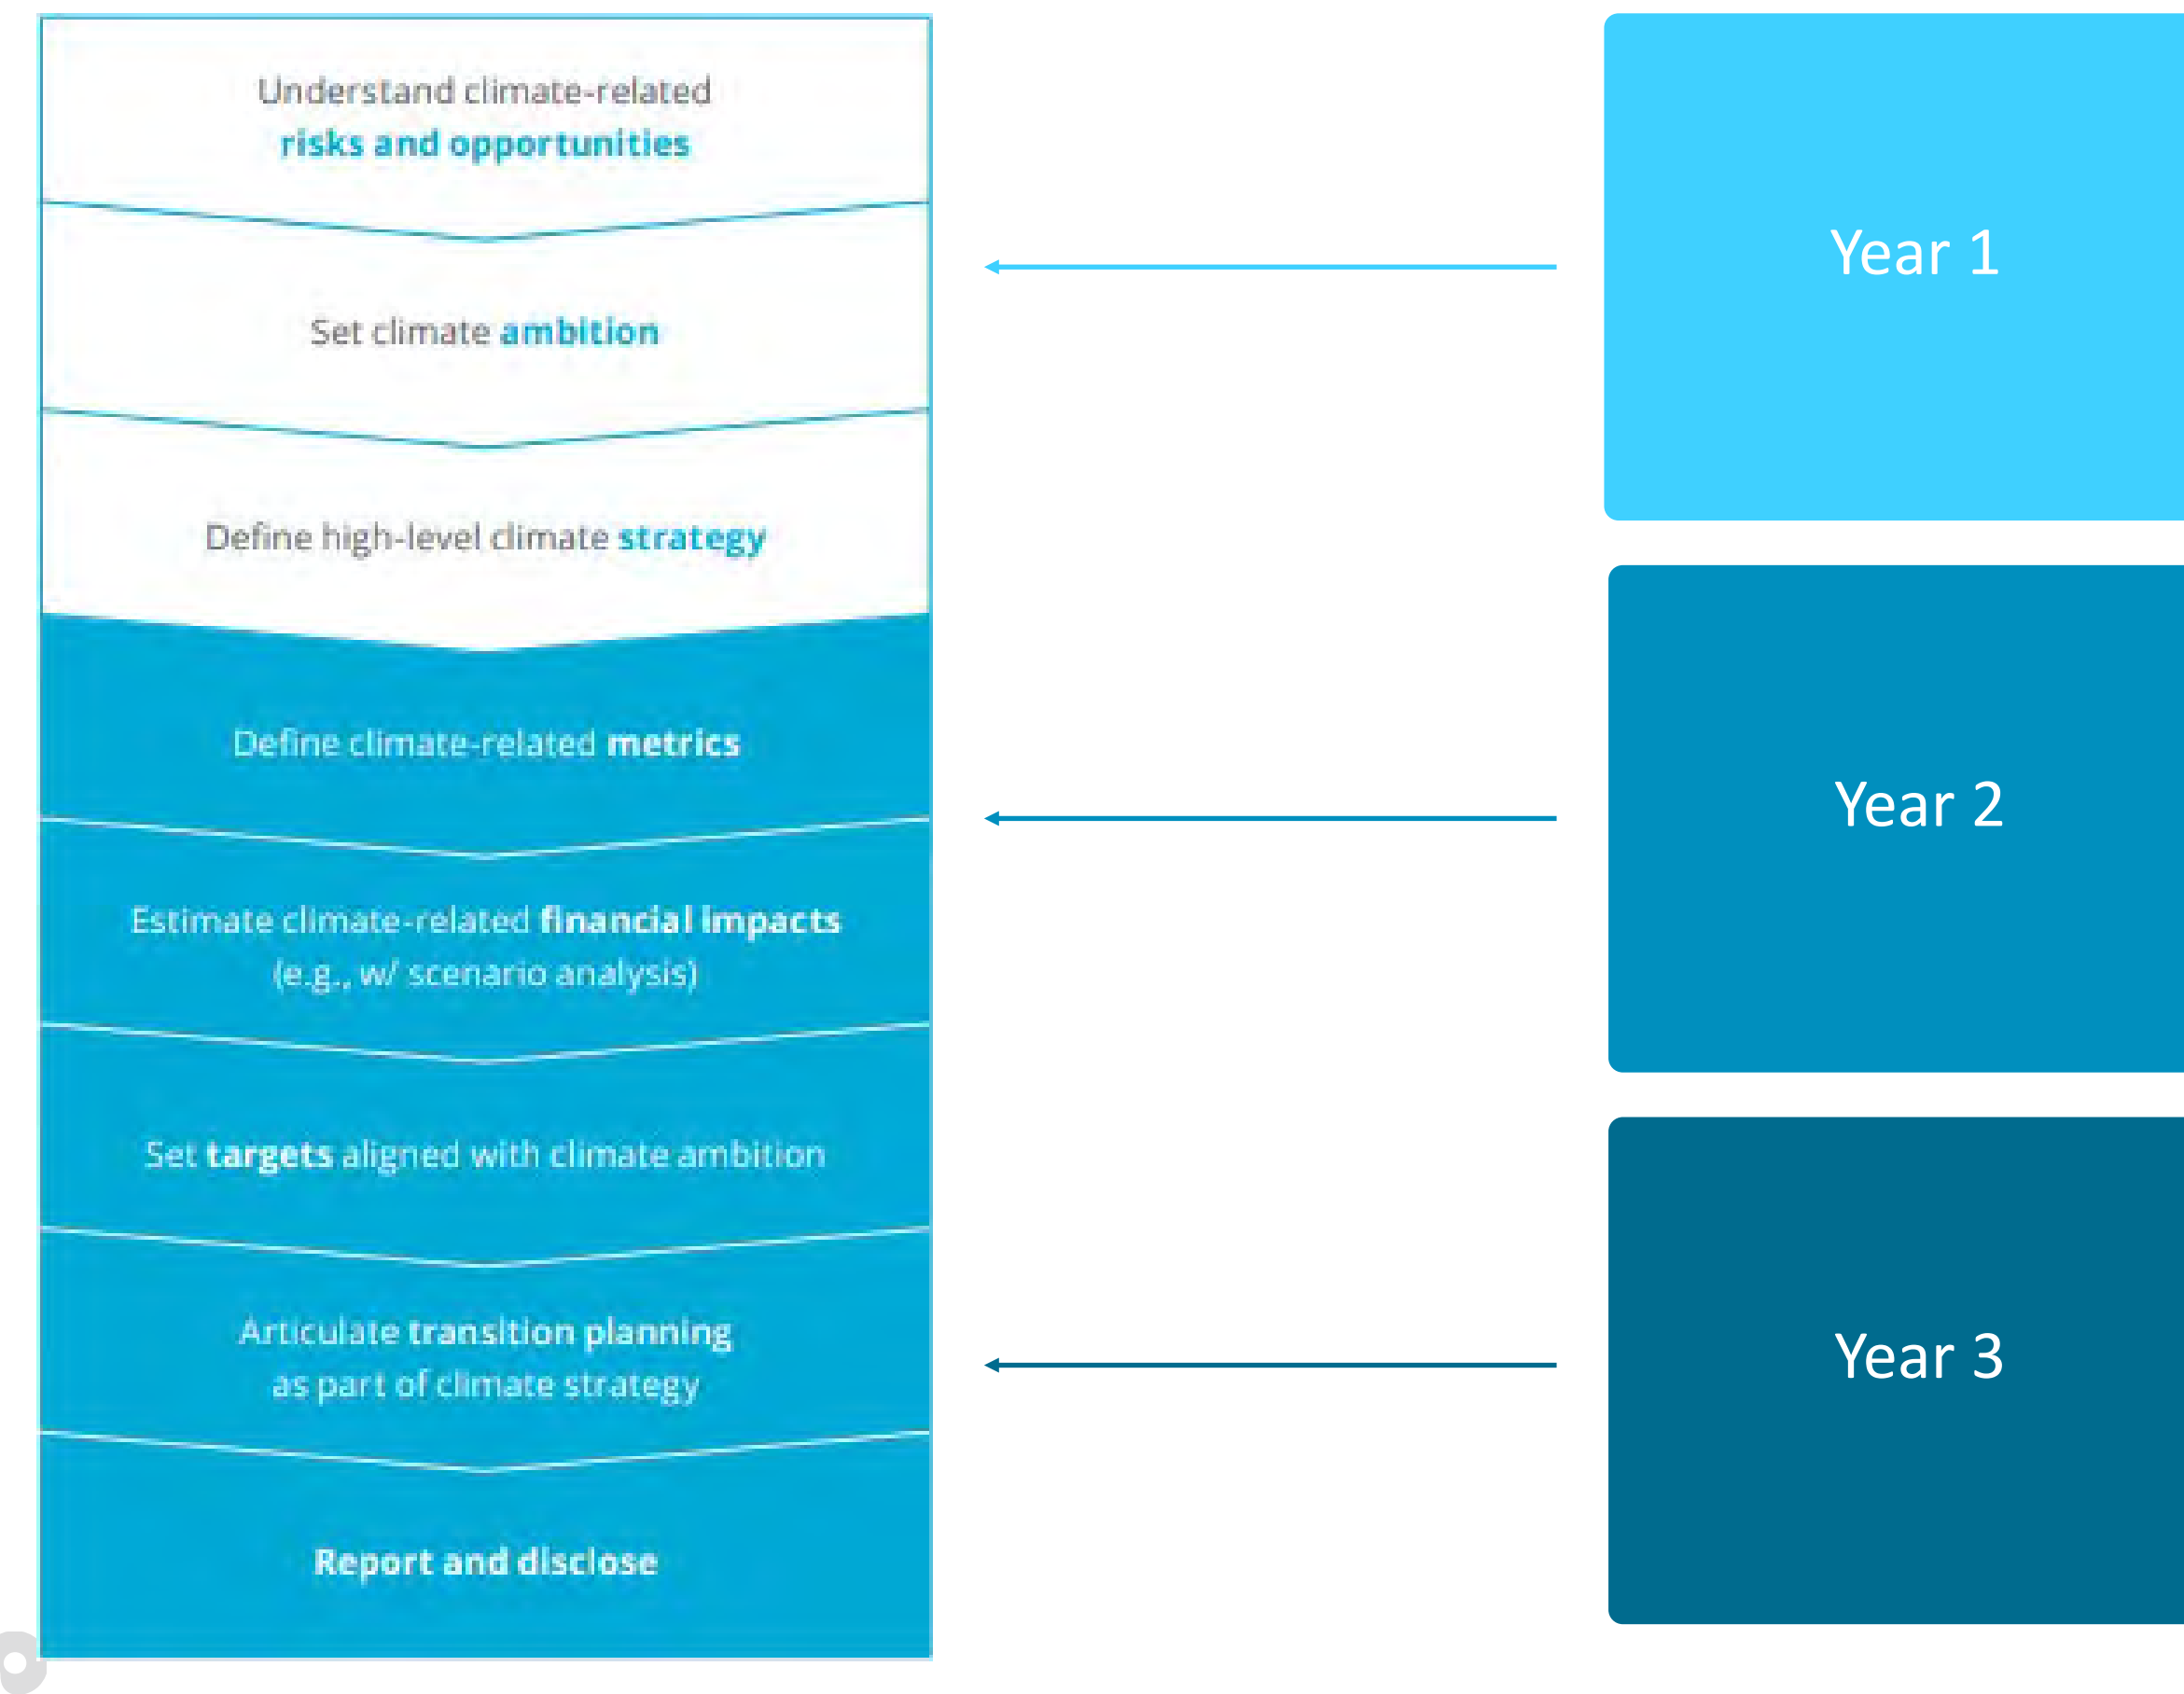 Understand climate-related
risks and opportunities
Set climate ambition
Define high-level climate strategy
Define climate-related metrics
Estimate climate-related financial impacts
(e.g., w/ scenario analysis)
Set targets aligned with climate ambition
Articulate transition planning
as part of climate strategy
Report and disclose
Year 1
Year 2
Year 3